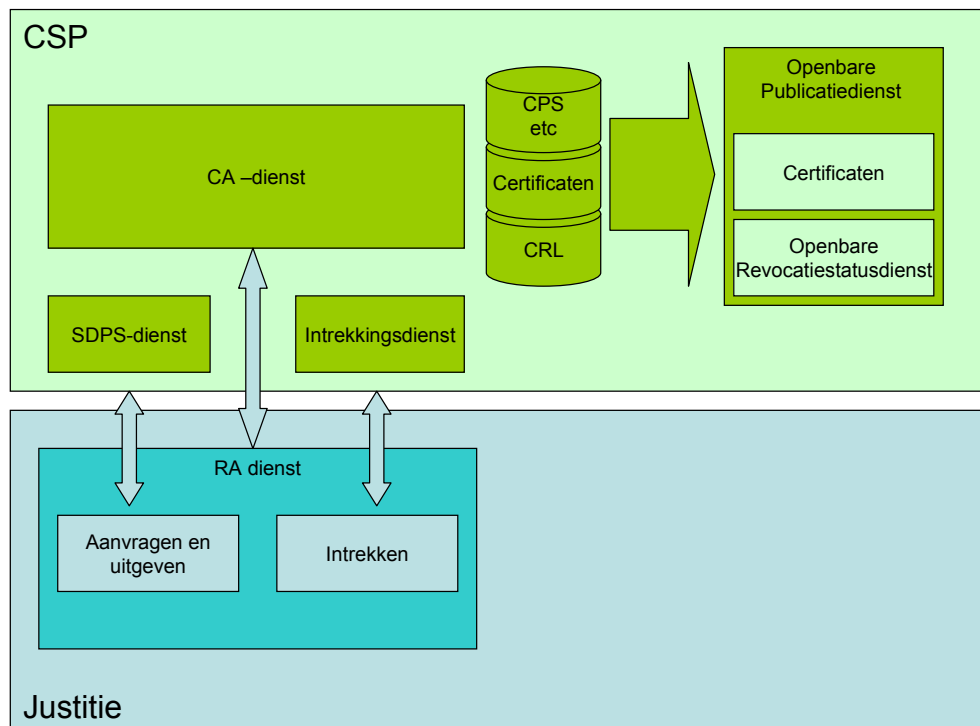 CSP
CA –dienst
CPS
etc
Certificaten
CRL
Openbare
Publicatiedienst
Certificaten
Openbare
Revocatiestatusdienst
SDPS-dienst
Intrekkingsdienst
RA dienst
Aanvragen en
uitgeven
Intrekken
Justitie